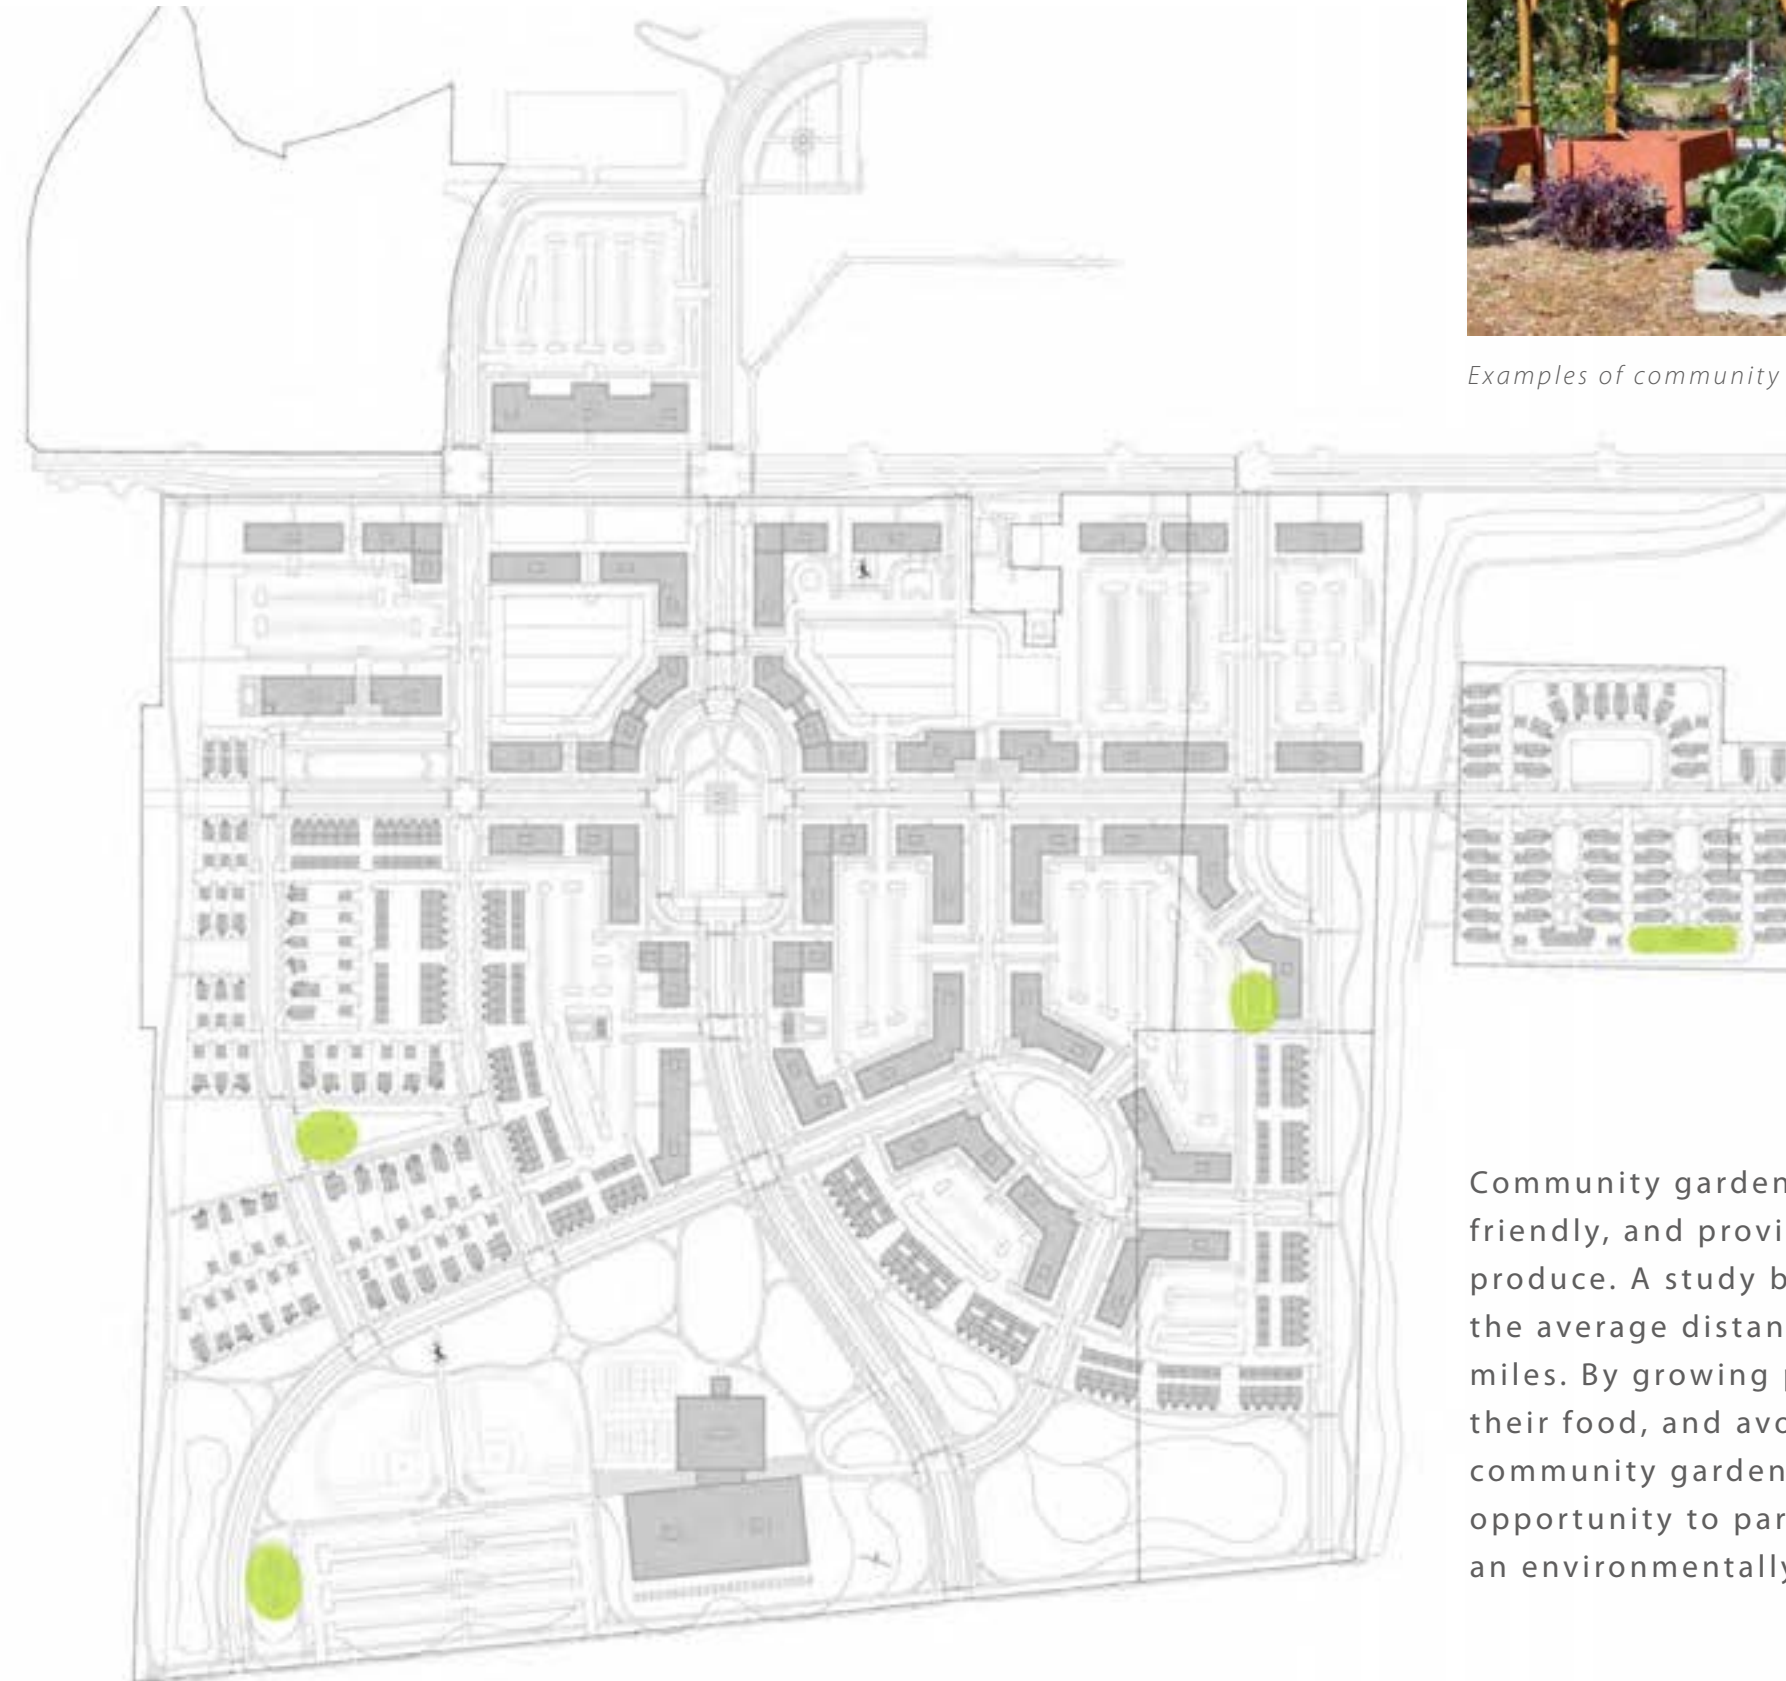 Examples of community
Community garden
friendly, and provi
produce. A study b
the average distan
miles. By growing p
their food, and avo
community garden
opportunity to par
an environmentally